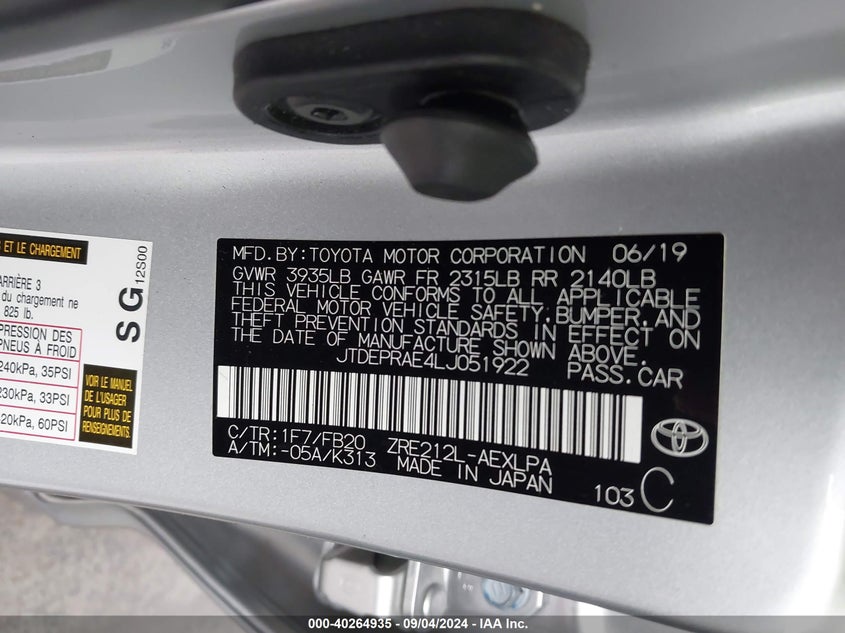 ET LE CHARGEMENT
ARRIÈRE 3
du chargement ne
825 lb.
PRESSION DES
PNEUS À FROID
240kPa, 35PSI
230kPa, 33PSI
420kPa, 60PSI
VOIR LE MANUEL
DE L'USAGER
POUR PLUS DE
RENSEIGNEMENTS.
SG
12S00
MFD. BY: TOYOTA MOTOR CORPORATION 06/19
GVWR 3935LB GAWR FR 2315LB RR 2140LB
THIS VEHICLE CONFORMS TO ALL APPLICABLE
FEDERAL MOTOR VEHICLE SAFETY, BUMPER, AND
THEFT PREVENTION STANDARDS IN EFFECT ON
THE DATE OF MANUFACTURE SHOWN ABOVE.
JTDEPRAE4LJ051922 PASS.CAR
C/TR:1F7/FB20 ZRE212L-AEXLPA
A/TM:-05A/K313 MADE IN JAPAN
103 C
000-40264935 - 09/04/2024 - IAA Inc.